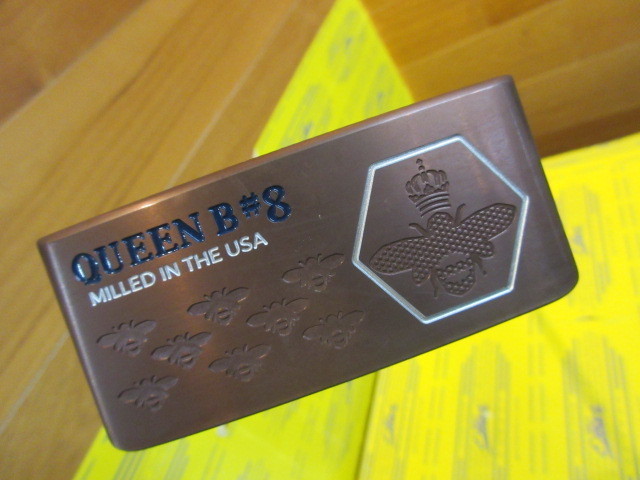 QUEEN B #8
MILLED IN THE USA